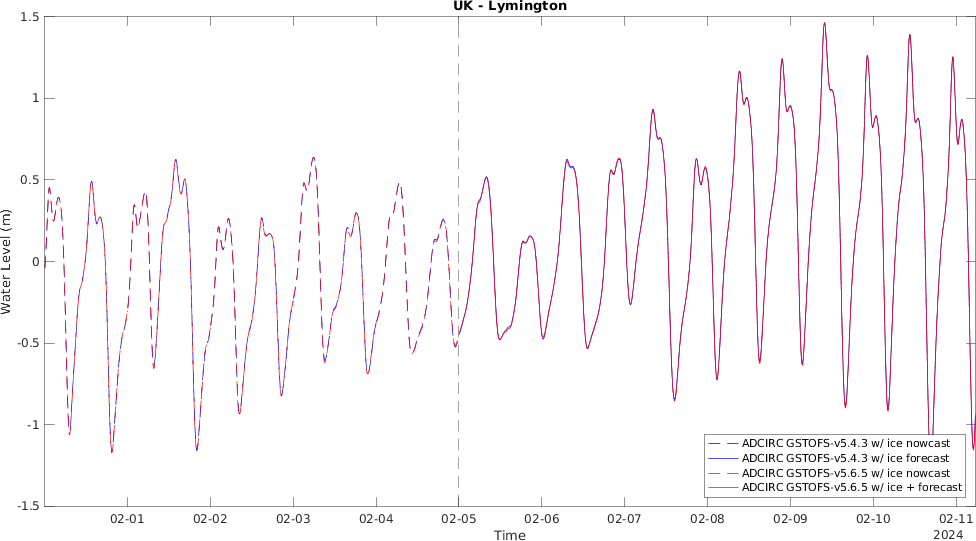 UK - Lymington
Water Level (m)
1.5
1
0.5
0
-0.5
-1
-1.5
ADCIRC GSTOFS-v5.4.3 w/ ice nowcast
ADCIRC GSTOFS-v5.4.3 w/ ice forecast
ADCIRC GSTOFS-v5.6.5 w/ ice nowcast
ADCIRC GSTOFS-v5.6.5 w/ ice + forecast
02-01 02-02 02-03 02-04 02-05 02-06 02-07 02-08 02-09 02-10 02-11
Time
2024